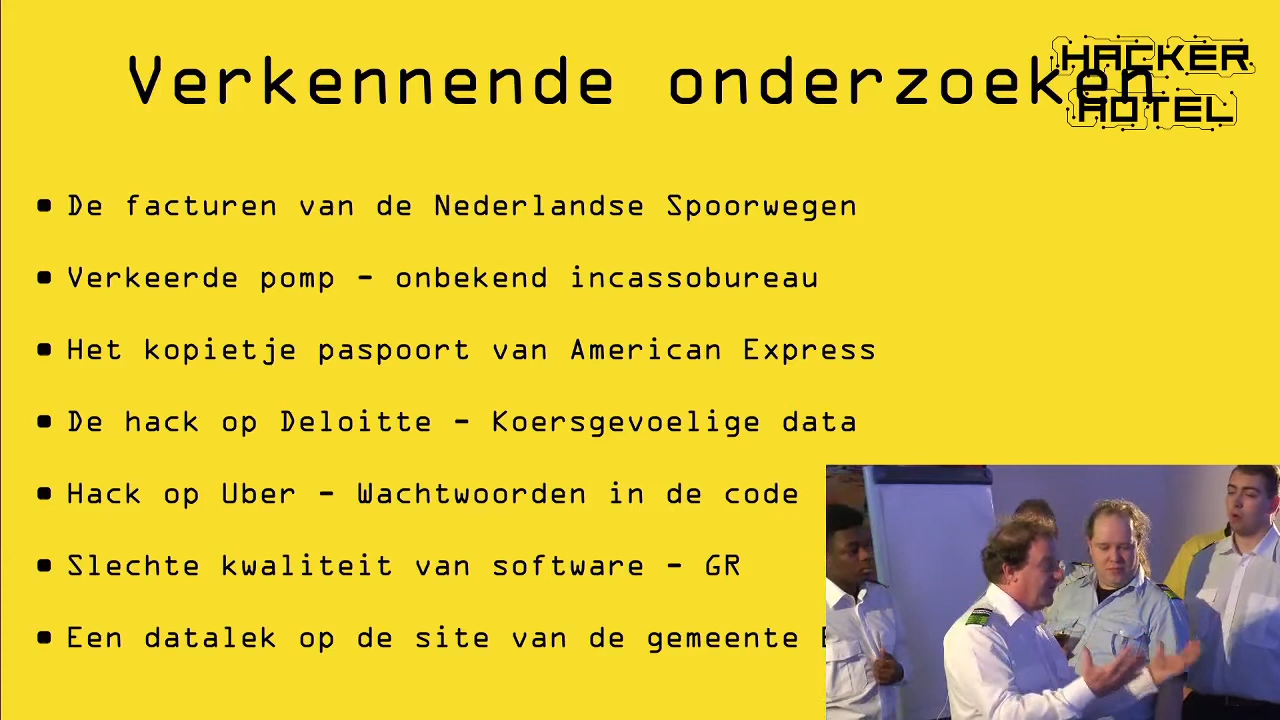 Verkennende onderzoeken
HACKER
HOTEL
De facturen van de Nederlandse Spoorwegen
Verkeerde pomp - onbekend incassobureau
Het kopietje paspoort van American Express
De hack op Deloitte - Koersgevoelige data
Hack op Uber - Wachtwoorden in de code
Slechte kwaliteit van software - GR
Een datalek op de site van de gemeente